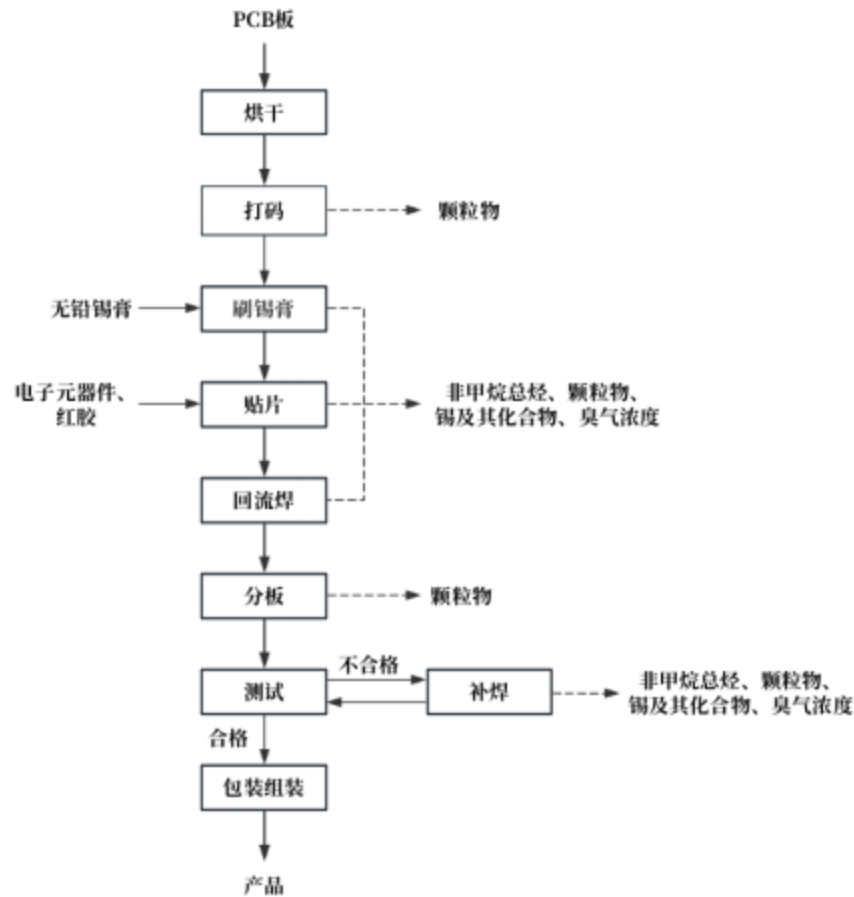 PCB板
烘干
打码
颗粒物
无铅锡膏
刷锡膏
电子元器件、
红胶
贴片
非甲烷总烃、颗粒物、
锡及其化合物、臭气浓度
回流焊
分板
颗粒物
不合格
测试
补焊
非甲烷总烃、颗粒物、
锡及其化合物、臭气浓度
合格
包装组装
产品